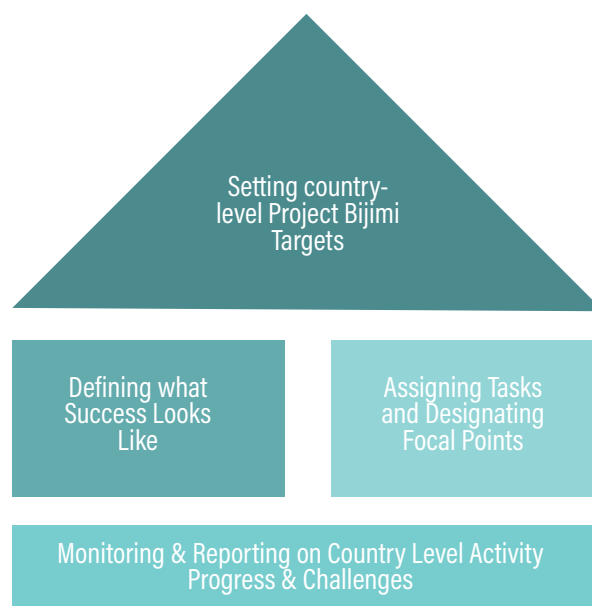 Setting country-
level Project Bijimi
Targets
Defining what
Success Looks
Like
Assigning Tasks
and Designating
Focal Points
Monitoring & Reporting on Country Level Activity
Progress & Challenges